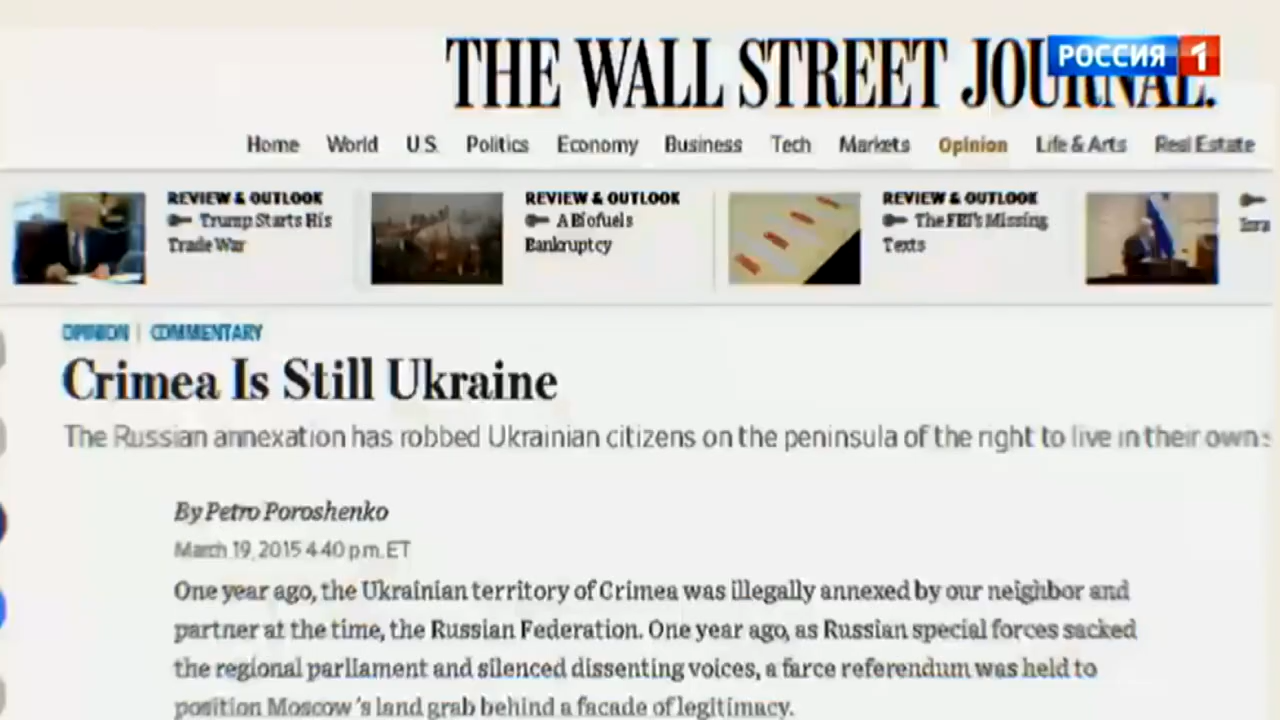 THE WALL STREET JOURNAL.
РОССИЯ 1
Home World U.S. Politics Economy Business Tech Markets Opinion Life & Arts Real Estate
REVIEW & OUTLOOK
Trump Starts His
Trade War
REVIEW & OUTLOOK
A Biofuels
Bankruptcy
REVIEW & OUTLOOK
The FBI's Missing
Texts
OPINION | COMMENTARY
Crimea Is Still Ukraine
The Russian annexation has robbed Ukrainian citizens on the peninsula of the right to live in their own
By Petro Poroshenko
March 19, 2015 4:40 p.m. ET
One year ago, the Ukrainian territory of Crimea was illegally annexed by our neighbor and
partner at the time, the Russian Federation. One year ago, as Russian special forces sacked
the regional parliament and silenced dissenting voices, a farce referendum was held to
position Moscow's land grab behind a facade of legitimacy.